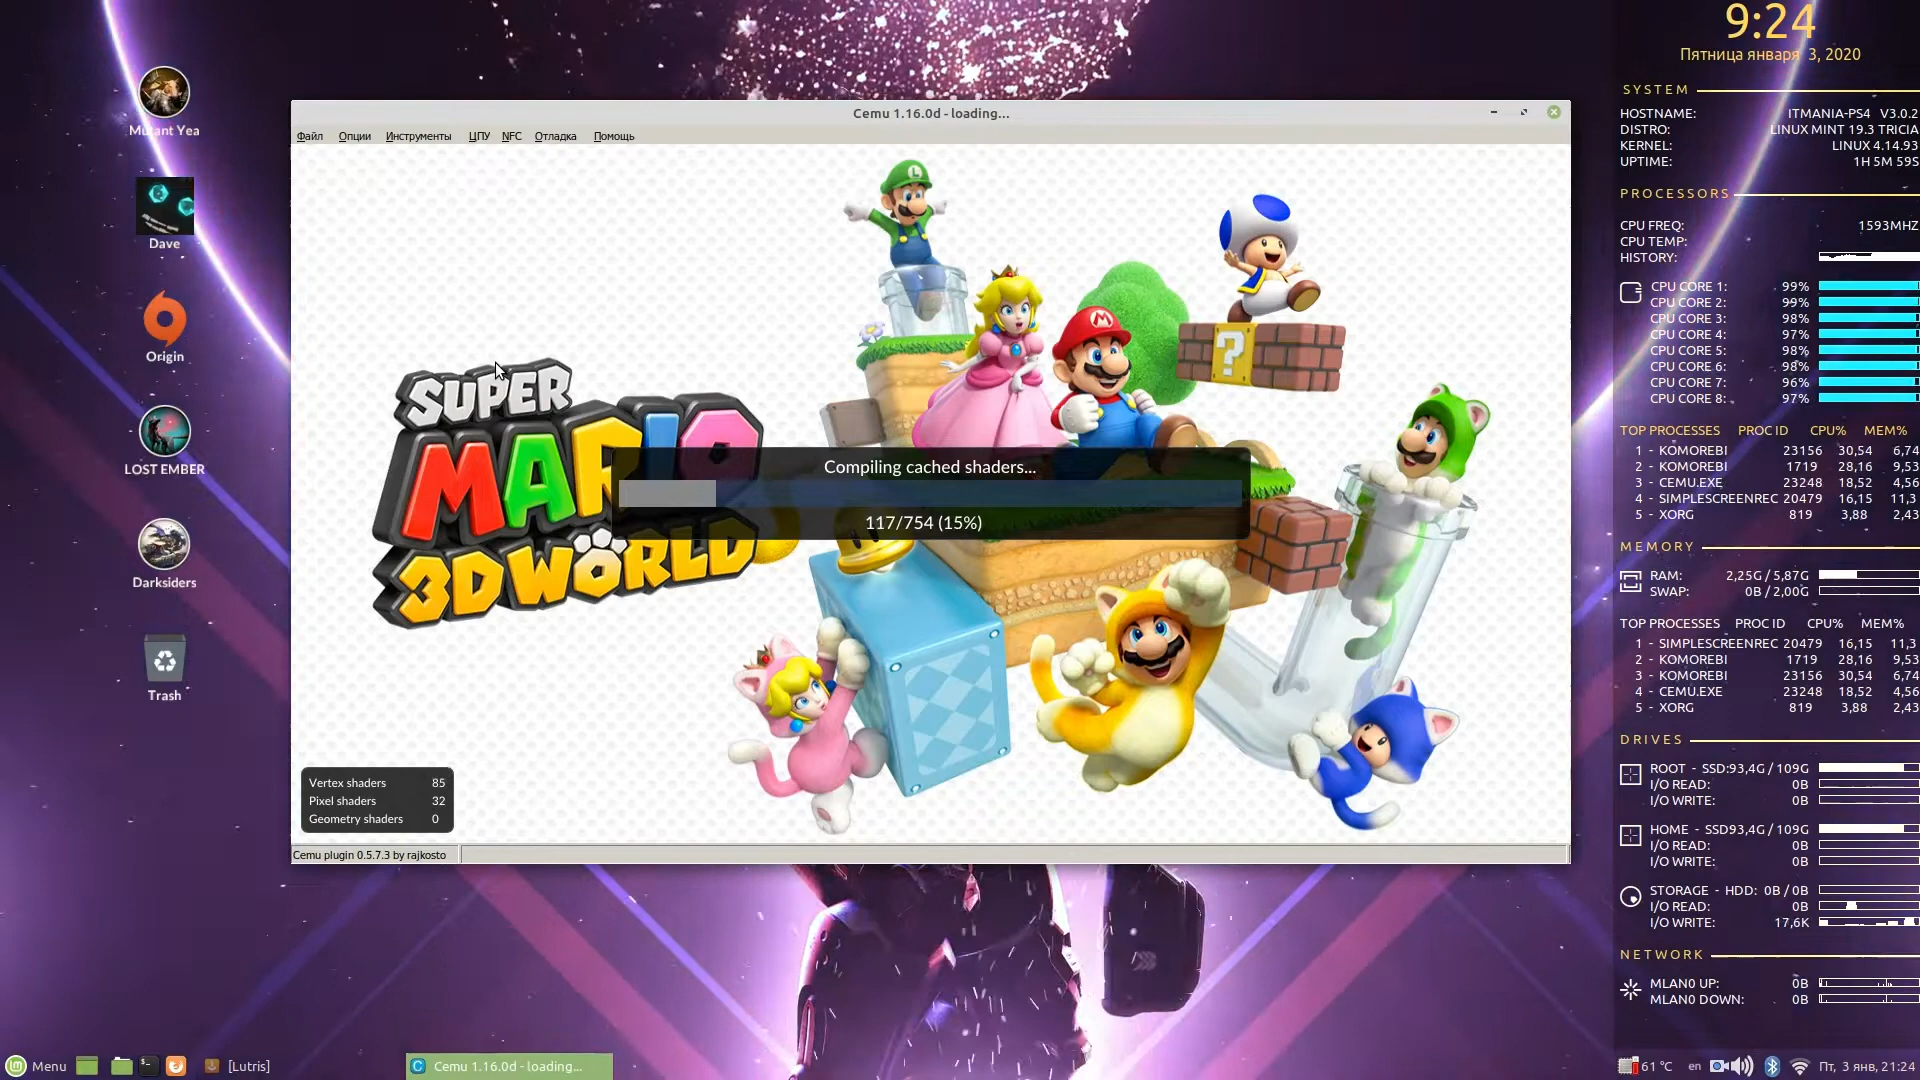 9:24
Пятница января 3, 2020
Mutant Yea
Dave
Origin
LOST EMBER
Darksiders
Trash
Cemu 1.16.0d - loading...
Файл Опции Инструменты ЦПУ NFC Отладка Помощь
L
M
?
SUPER
MARIO
3D WORLD
Compiling cached shaders...
117/754 (15%)
Vertex shaders 85
Pixel shaders 32
Geometry shaders 0
Cemu plugin 0.5.7.3 by rajkosto
SYSTEM
HOSTNAME: ITMANIA-PS4 V3.0.2
DISTRO: LINUX MINT 19.3 TRICIA
KERNEL: LINUX 4.14.93
UPTIME: 1H 5M 59S
PROCESSORS
CPU FREQ: 1593MHZ
CPU TEMP:
HISTORY:
CPU CORE 1: 99%
CPU CORE 2: 99%
CPU CORE 3: 98%
CPU CORE 4: 97%
CPU CORE 5: 98%
CPU CORE 6: 98%
CPU CORE 7: 96%
CPU CORE 8: 97%
TOP PROCESSES PROC ID CPU% MEM%
1 - KOMOREBI 23156 30,54 6,74
2 - KOMOREBI 1719 28,16 9,53
3 - CEMU.EXE 23248 18,52 4,56
4 - SIMPLESCREENREC 20479 16,15 11,3
5 - XORG 819 3,88 2,43
MEMORY
RAM: 2,25G / 5,87G
SWAP: 0B / 2,00G
TOP PROCESSES PROC ID CPU% MEM%
1 - SIMPLESCREENREC 20479 16,15 11,3
2 - KOMOREBI 1719 28,16 9,53
3 - KOMOREBI 23156 30,54 6,74
4 - CEMU.EXE 23248 18,52 4,56
5 - XORG 819 3,88 2,43
DRIVES
ROOT - SSD:93,4G / 109G
I/O READ: 0B
I/O WRITE: 0B
HOME - SSD93,4G / 109G
I/O READ: 0B
I/O WRITE: 0B
STORAGE - HDD: 0B / 0B
I/O READ: 0B
I/O WRITE: 17,6K
NETWORK
MLAN0 UP: 0B
MLAN0 DOWN: 0B
Menu [Lutris] Cemu 1.16.0d - loading... 61 °C en Пт, 3 янв, 21:24